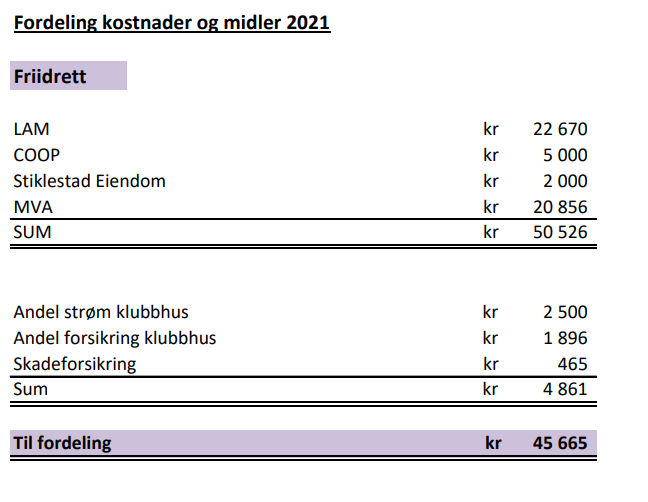 Fordeling kostnader og midler 2021
Friidrett
LAM kr 22 670
COOP kr 5 000
Stiklestad Eiendom kr 2 000
MVA kr 20 856
SUM kr 50 526
Andel strøm klubbhus kr 2 500
Andel forsikring klubbhus kr 1 896
Skadeforsikring kr 465
Sum kr 4 861
Til fordeling kr 45 665